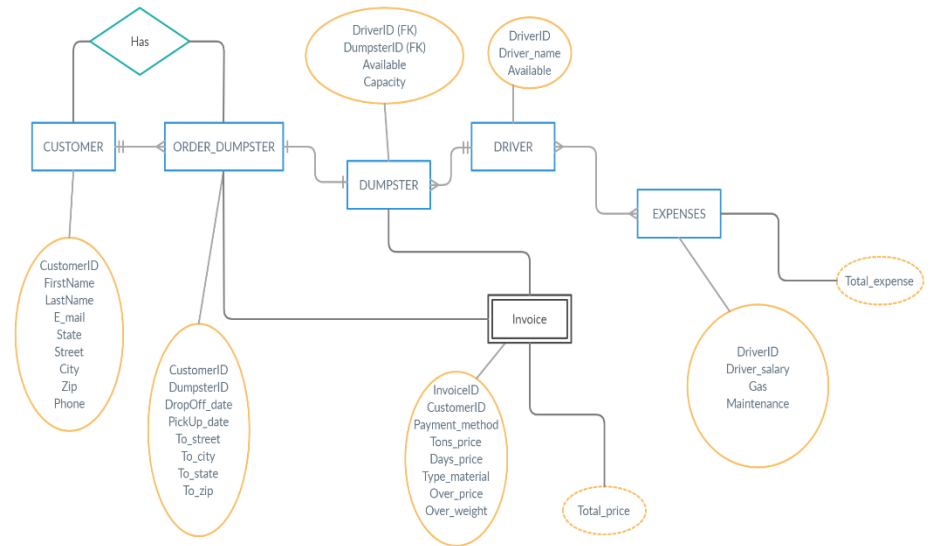 Has
DriverID (FK)
DumpsterID (FK)
Available
Capacity
DriverID
Driver_name
Available
CUSTOMER
ORDER_DUMPSTER
DUMPSTER
DRIVER
EXPENSES
CustomerID
FirstName
LastName
E_mail
State
Street
City
Zip
Phone
CustomerID
DumpsterID
DropOff_date
PickUp_date
To_street
To_city
To_state
To_zip
Invoice
InvoiceID
CustomerID
Payment_method
Tons_price
Days_price
Type_material
Over_price
Over_weight
Total_price
Total_expense
DriverID
Driver_salary
Gas
Maintenance